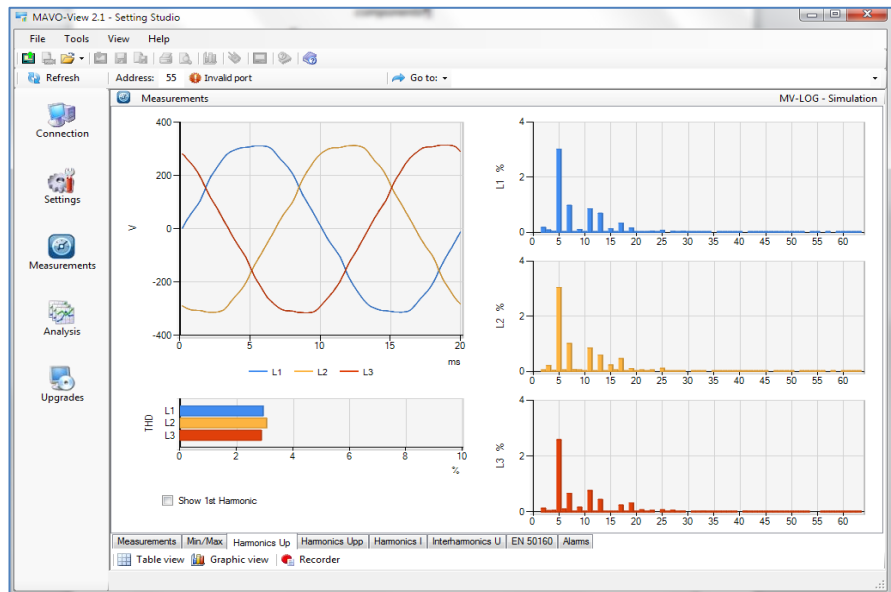 MAVO-View 2.1 - Setting Studio
File Tools View Help
Refresh Address: 55 Invalid port Go to:
Measurements MV-LOG - Simulation
Connection
Settings
Measurements
Analysis
Upgrades
400
200
0
-200
-400
V
0 5 10 15 20
ms
L1 L2 L3
THD
L1
L2
L3
0 2 4 6 8 10
%
Show 1st Harmonic
L1 %
4
2
0
0 5 10 15 20 25 30 35 40 45 50 55 60
L2 %
4
2
0
0 5 10 15 20 25 30 35 40 45 50 55 60
L3 %
4
2
0
0 5 10 15 20 25 30 35 40 45 50 55 60
Measurements Min/Max Harmonics Up Harmonics Upp Harmonics I Interharmonics U EN 50160 Alarms
Table view Graphic view Recorder